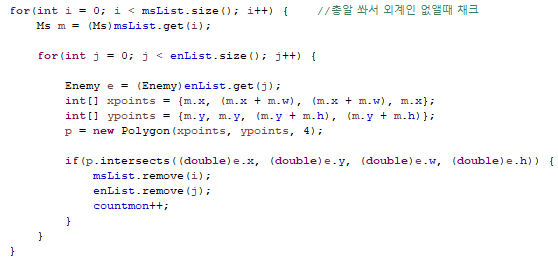 for(int i = 0; i < msList.size(); i++) {    //총알 쏴서 외계인 없앨때 채크
    Ms m = (Ms)msList.get(i);
    for(int j = 0; j < enList.size(); j++) {
        Enemy e = (Enemy)enList.get(j);
        int[] xpoints = {m.x, (m.x + m.w), (m.x + m.w), m.x};
        int[] ypoints = {m.y, m.y, (m.y + m.h), (m.y + m.h)};
        p = new Polygon(xpoints, ypoints, 4);
        if(p.intersects((double)e.x, (double)e.y, (double)e.w, (double)e.h)) {
            msList.remove(i);
            enList.remove(j);
            countmon++;
        }
    }
}